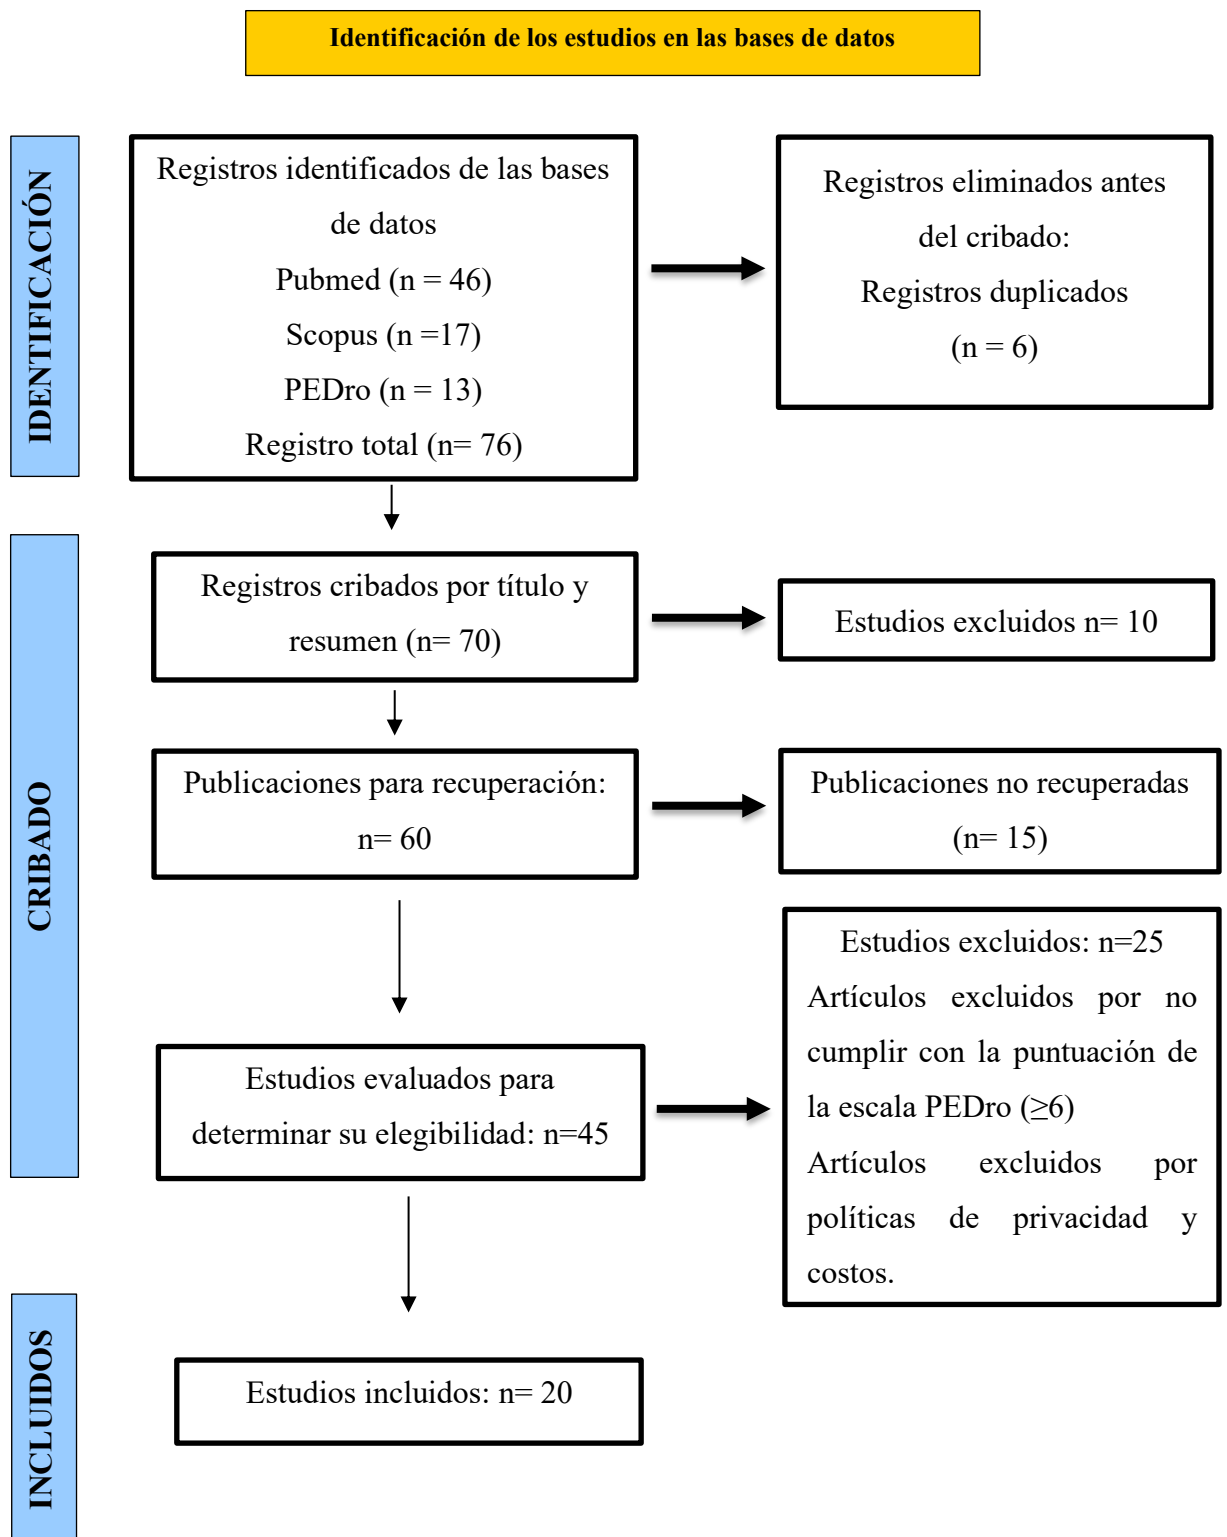 Identificación de los estudios en las bases de datos
IDENTIFICACIÓN
Registros identificados de las bases
de datos
Pubmed (n = 46)
Scopus (n =17)
PEDro (n = 13)
Registro total (n= 76)
Registros eliminados antes
del cribado:
Registros duplicados
(n = 6)
CRIBADO
Registros cribados por título y
resumen (n= 70)
Estudios excluidos n= 10
Publicaciones para recuperación:
n= 60
Publicaciones no recuperadas
(n= 15)
Estudios evaluados para
determinar su elegibilidad: n=45
Estudios excluidos: n=25
Artículos excluidos por no
cumplir con la puntuación de
la escala PEDro (≥6)
Artículos excluidos por
políticas de privacidad y
costos.
INCLUIDOS
Estudios incluidos: n= 20